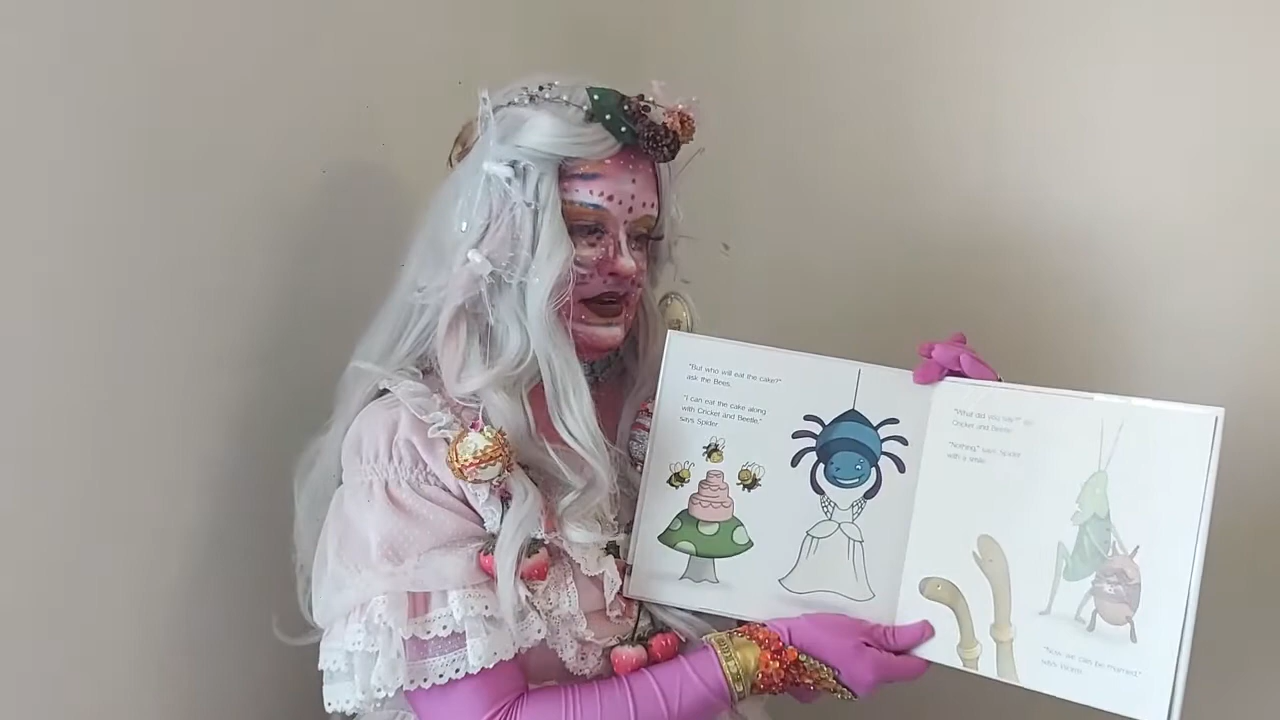 "But who will eat the cake?"
ask the Bees.
"I can eat the cake along
with Cricket and Beetle,"
says Spider.
"What did you say?"
Cricket and Beetle
"Nothing," says Spider
with a smile.
"Now we can be married,"
says Worm.